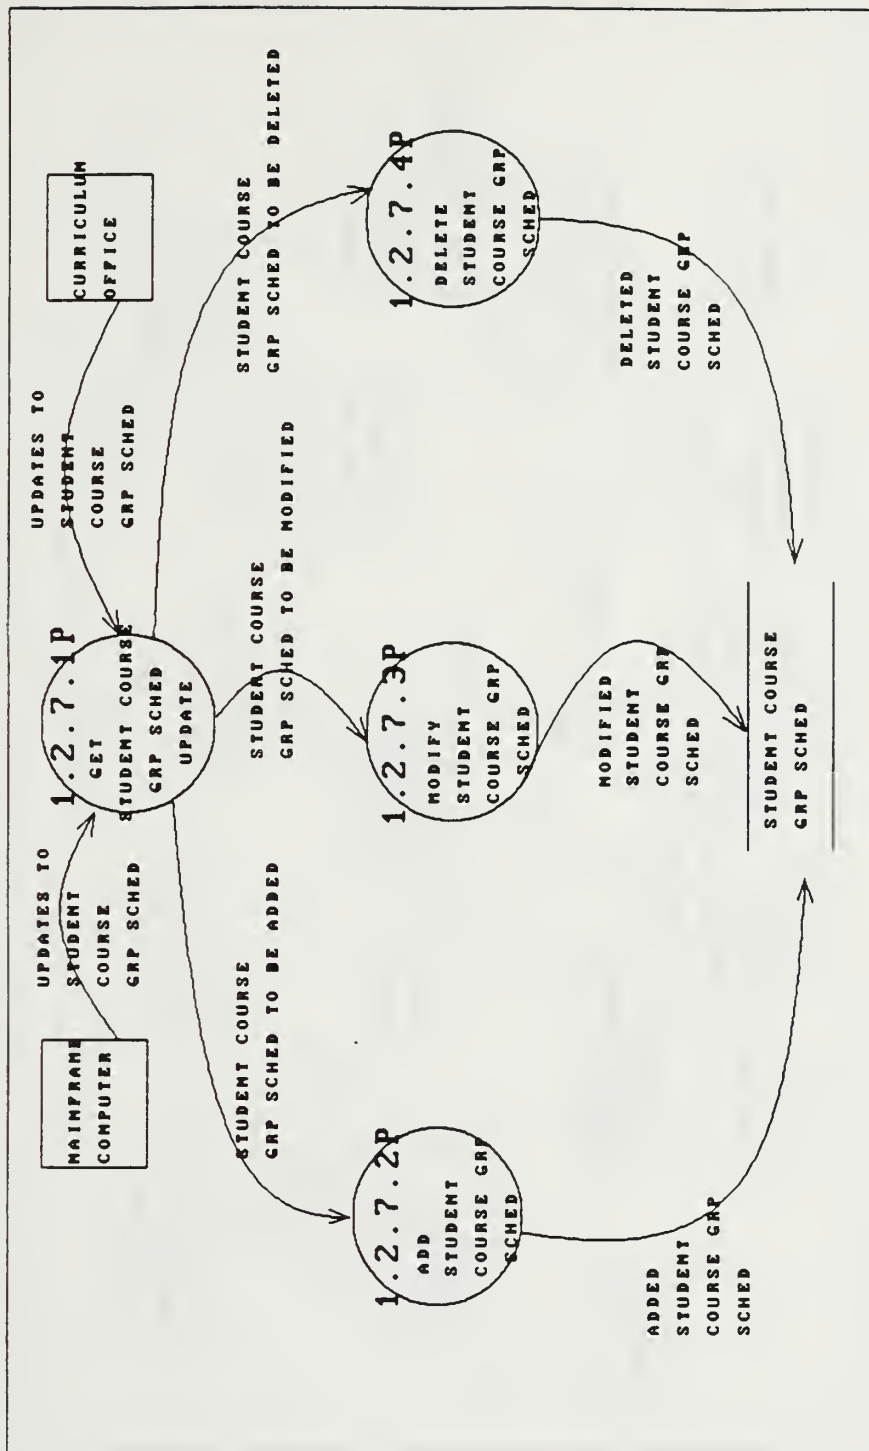 MAINFRAME
COMPUTER
UPDATES TO
STUDENT
COURSE
GRP SCHED
1.2.7.1P
GET
STUDENT COURSE
GRP SCHED
UPDATE
UPDATES TO
STUDENT
COURSE
GRP SCHED
CURRICULUM
OFFICE
STUDENT COURSE
GRP SCHED TO BE ADDED
STUDENT COURSE
GRP SCHED TO BE MODIFIED
STUDENT COURSE
GRP SCHED TO BE DELETED
1.2.7.2P
ADD
STUDENT
COURSE GRP
SCHED
1.2.7.3P
MODIFY
STUDENT
COURSE GRP
SCHED
1.2.7.4P
DELETE
STUDENT
COURSE GRP
SCHED
ADDED
STUDENT
COURSE GRP
SCHED
MODIFIED
STUDENT
COURSE GRP
SCHED
DELETED
STUDENT
COURSE GRP
SCHED
STUDENT COURSE
GRP SCHED